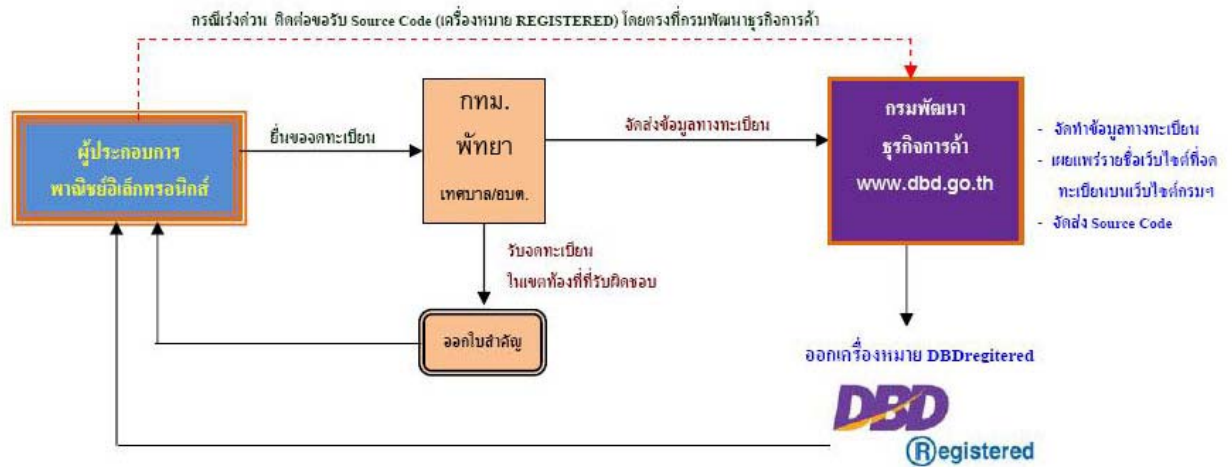 กรณีเร่งด่วน ติดต่อขอรับ Source Code (เครื่องหมาย REGISTERED) โดยตรงที่กรมพัฒนาธุรกิจการค้า
ผู้ประกอบการ
พาณิชย์อิเล็กทรอนิกส์
ยื่นขอจดทะเบียน
กทม.
พัทยา
เทศบาล/อบต.
จัดส่งข้อมูลทางทะเบียน
กรมพัฒนา
ธุรกิจการค้า
www.dbd.go.th
- จัดทำข้อมูลทางทะเบียน
- เผยแพร่รายชื่อเว็บไซต์ที่จด
ทะเบียนบนเว็บไซต์กรมฯ
- จัดส่ง Source Code
รับจดทะเบียน
ในเขตท้องที่ที่รับผิดชอบ
ออกใบสำคัญ
ออกเครื่องหมาย DBDregitered
DBD
Registered